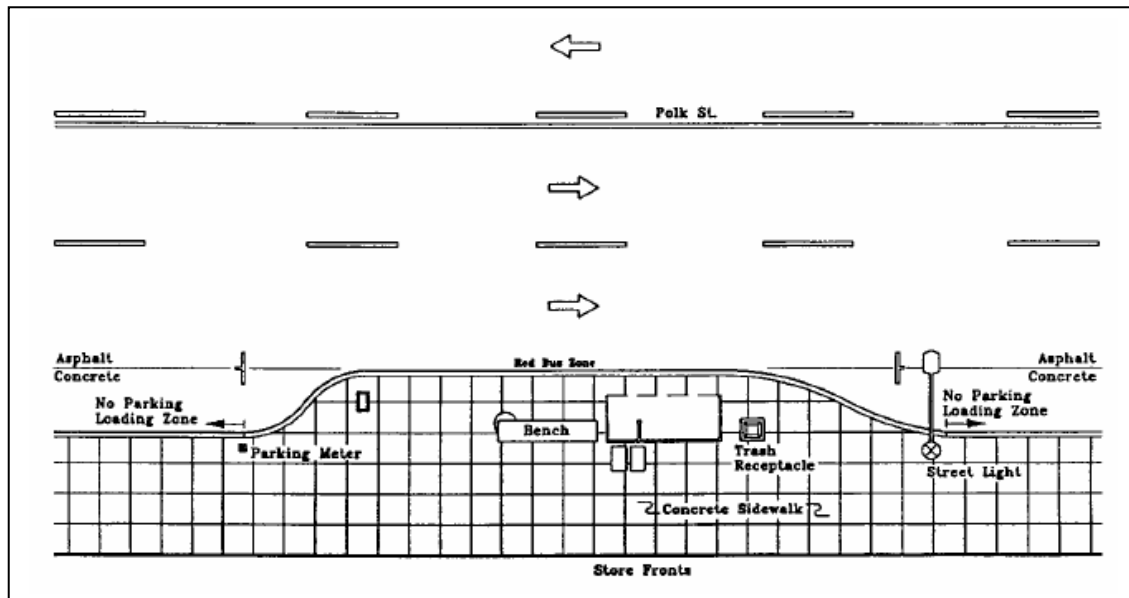 Polk St.
Asphalt
Concrete
Red Bus Zone
Asphalt
Concrete
No Parking
Loading Zone
No Parking
Loading Zone
Bench
Parking Meter
Trash
Receptacle
Street Light
Concrete Sidewalk
Store Fronts